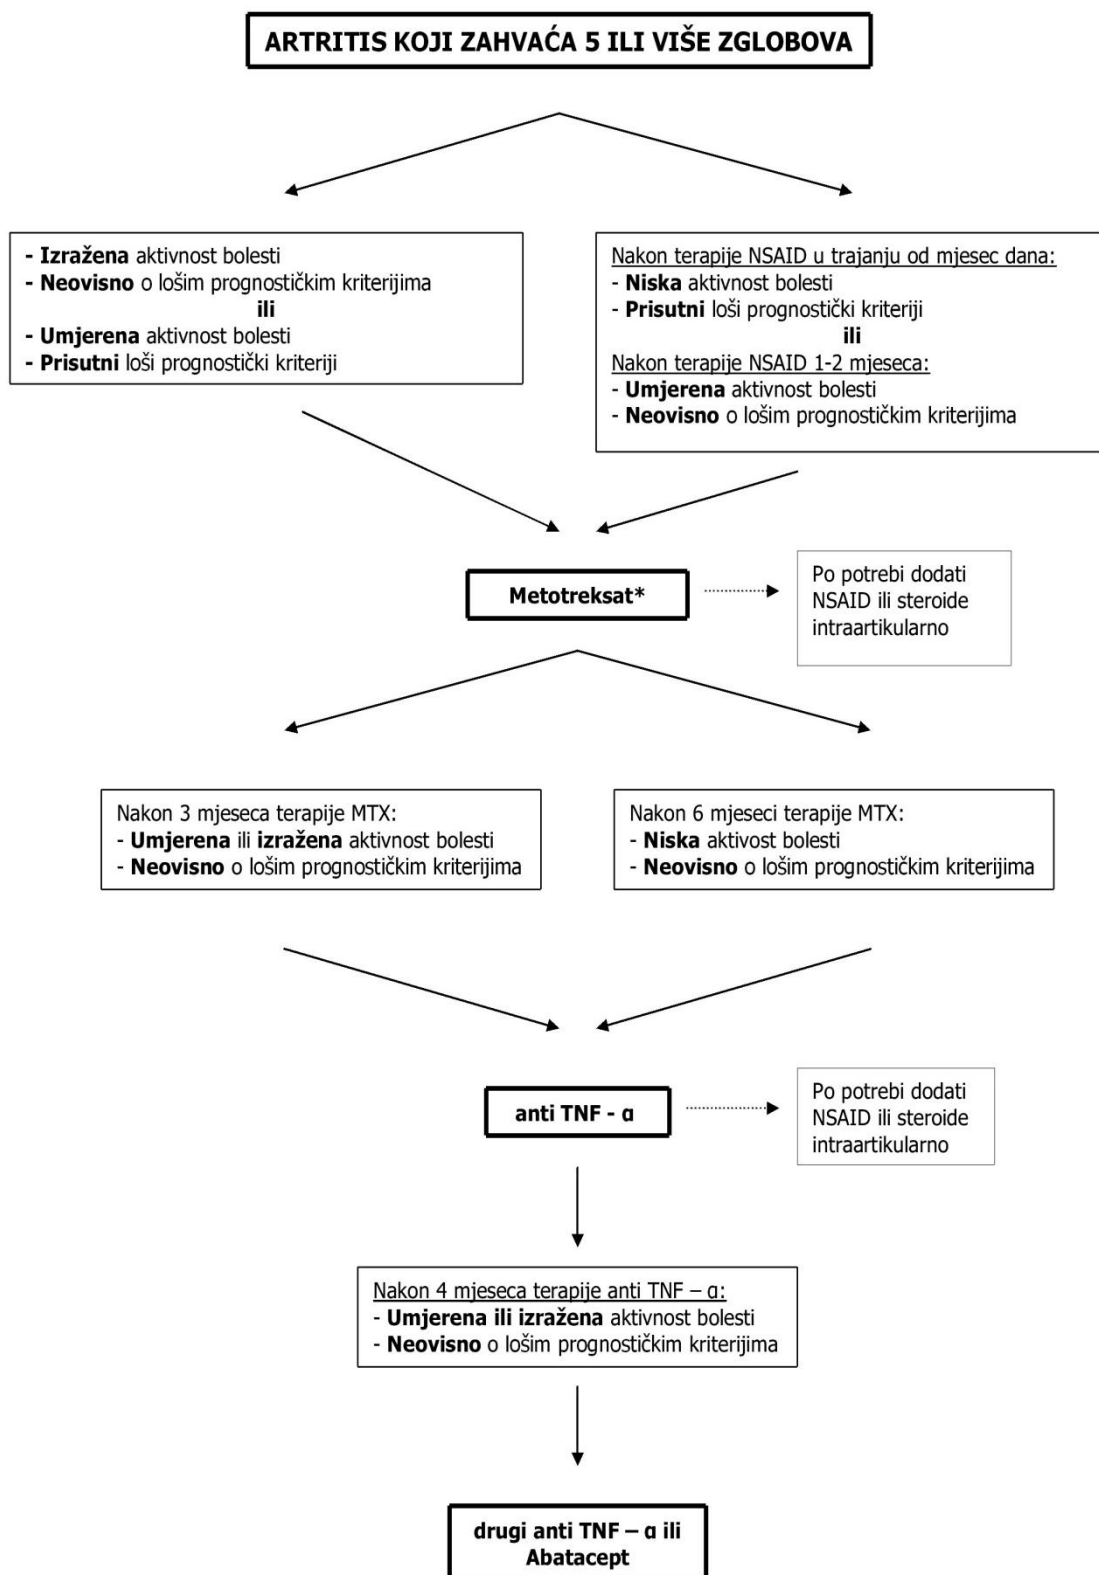 ARTRITIS KOJI ZAHVAĆA 5 ILI VIŠE ZGLOBOVA
- Izražena aktivnost bolesti
- Neovisno o lošim prognostičkim kriterijima
ili
- Umjerena aktivnost bolesti
- Prisutni loši prognostički kriteriji
Nakon terapije NSAID u trajanju od mjesec dana:
- Niska aktivnost bolesti
- Prisutni loši prognostički kriteriji
ili
Nakon terapije NSAID 1-2 mjeseca:
- Umjerena aktivnost bolesti
- Neovisno o lošim prognostičkim kriterijima
Metotreksat*
Po potrebi dodati
NSAID ili steroide
intraartikularno
Nakon 3 mjeseca terapije MTX:
- Umjerena ili izražena aktivnost bolesti
- Neovisno o lošim prognostičkim kriterijima
Nakon 6 mjeseci terapije MTX:
- Niska aktivost bolesti
- Neovisno o lošim prognostičkim kriterijima
anti TNF - α
Po potrebi dodati
NSAID ili steroide
intraartikularno
Nakon 4 mjeseca terapije anti TNF – α:
- Umjerena ili izražena aktivnost bolesti
- Neovisno o lošim prognostičkim kriterijima
drugi anti TNF – α ili
Abatacept